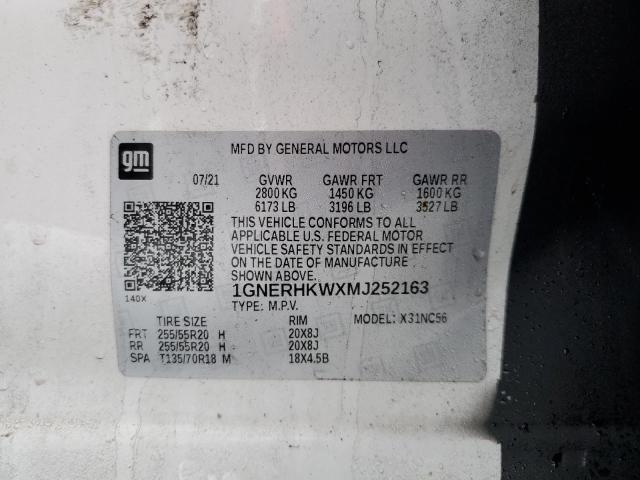 gm
MFD BY GENERAL MOTORS LLC
07/21 GVWR GAWR FRT GAWR RR
2800 KG 1450 KG 1600 KG
6173 LB 3196 LB 3527 LB
THIS VEHICLE CONFORMS TO ALL
APPLICABLE U.S. FEDERAL MOTOR
VEHICLE SAFETY STANDARDS IN EFFECT
ON THE DATE OF MANUFACTURE
SHOWN ABOVE.
140X
1GNERHKWXMJ252163
TYPE: M.P.V.
TIRE SIZE RIM MODEL: X31NC56
FRT 255/55R20 H 20X8J
RR 255/55R20 H 20X8J
SPA T135/70R18 M 18X4.5B